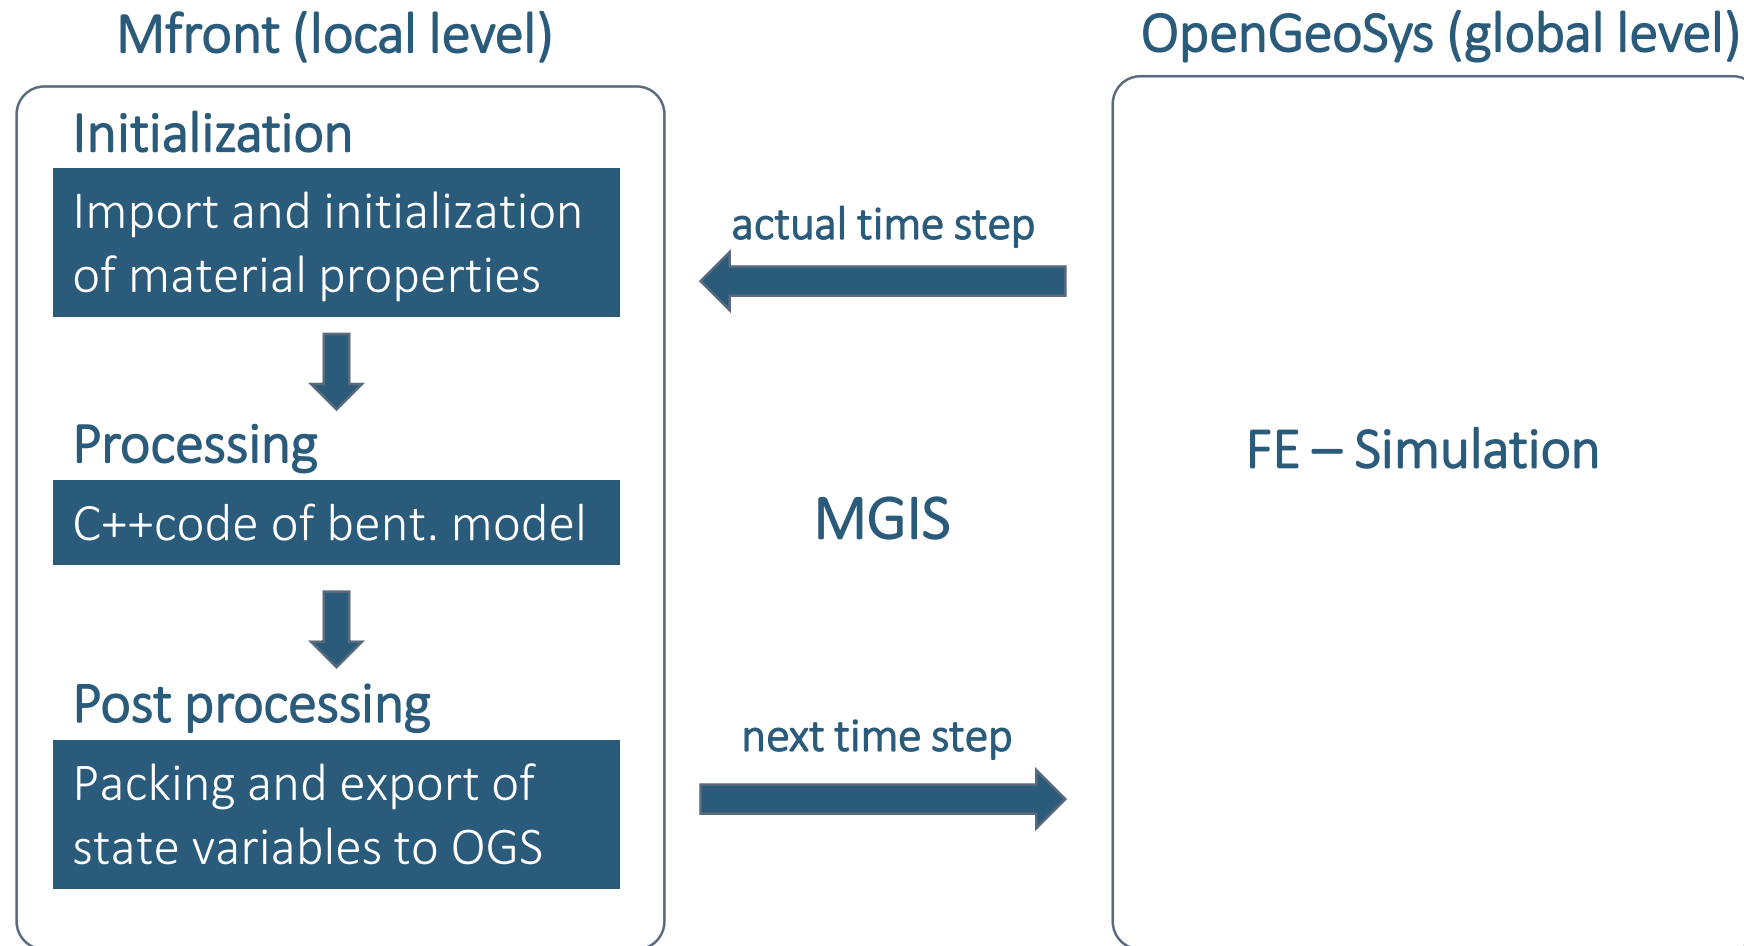 Mfront (local level)
Initialization
Import and initialization
of material properties
Processing
C++code of bent. model
Post processing
Packing and export of
state variables to OGS
actual time step
MGIS
next time step
OpenGeoSys (global level)
FE – Simulation